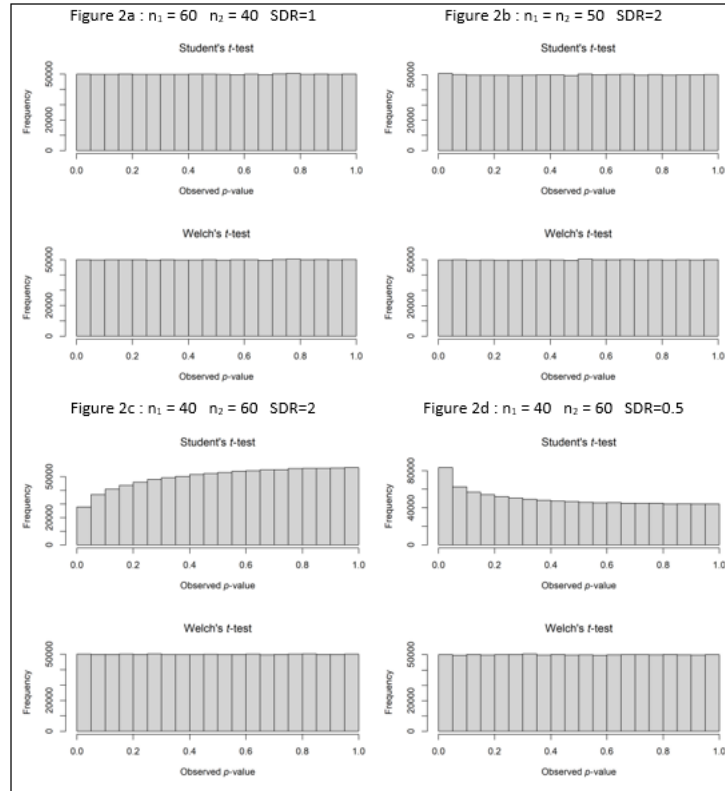 Figure 2a : n₁ = 60 n₂ = 40 SDR=1
Student's t-test
Frequency
0 20000 50000
0.0 0.2 0.4 0.6 0.8 1.0
Observed p-value
Welch's t-test
Frequency
0 20000 50000
0.0 0.2 0.4 0.6 0.8 1.0
Observed p-value
Figure 2b : n₁ = n₂ = 50 SDR=2
Student's t-test
Frequency
0 20000 50000
0.0 0.2 0.4 0.6 0.8 1.0
Observed p-value
Welch's t-test
Frequency
0 20000 50000
0.0 0.2 0.4 0.6 0.8 1.0
Observed p-value
Figure 2c : n₁ = 40 n₂ = 60 SDR=2
Student's t-test
Frequency
0 20000 50000
0.0 0.2 0.4 0.6 0.8 1.0
Observed p-value
Welch's t-test
Frequency
0 20000 50000
0.0 0.2 0.4 0.6 0.8 1.0
Observed p-value
Figure 2d : n₁ = 40 n₂ = 60 SDR=0.5
Student's t-test
Frequency
0 40000 80000
0.0 0.2 0.4 0.6 0.8 1.0
Observed p-value
Welch's t-test
Frequency
0 20000 50000
0.0 0.2 0.4 0.6 0.8 1.0
Observed p-value